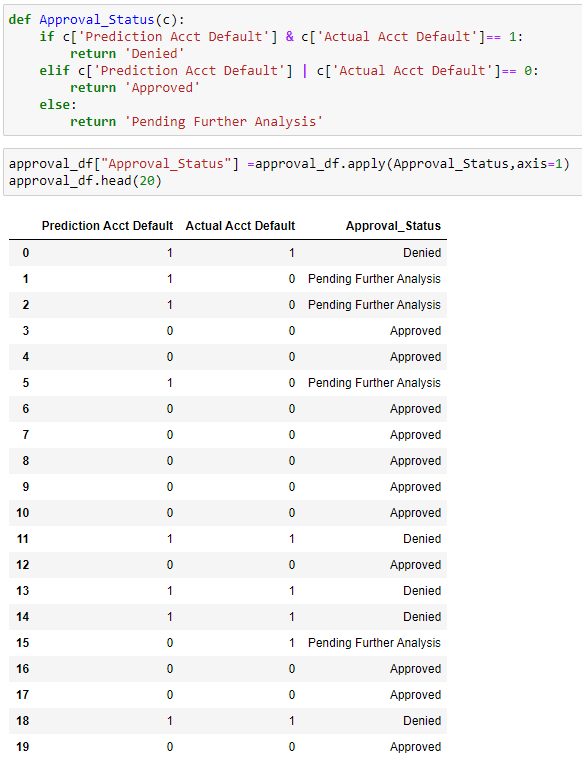 def Approval_Status(c):
    if c['Prediction Acct Default'] & c['Actual Acct Default']== 1:
        return 'Denied'
    elif c['Prediction Acct Default'] | c['Actual Acct Default']== 0:
        return 'Approved'
    else:
        return 'Pending Further Analysis'
approval_df["Approval_Status"] =approval_df.apply(Approval_Status,axis=1)
approval_df.head(20)
Prediction Acct Default Actual Acct Default Approval_Status
0 1 1 Denied
1 1 0 Pending Further Analysis
2 1 0 Pending Further Analysis
3 0 0 Approved
4 0 0 Approved
5 1 0 Pending Further Analysis
6 0 0 Approved
7 0 0 Approved
8 0 0 Approved
9 0 0 Approved
10 0 0 Approved
11 1 1 Denied
12 0 0 Approved
13 1 1 Denied
14 1 1 Denied
15 0 1 Pending Further Analysis
16 0 0 Approved
17 0 0 Approved
18 1 1 Denied
19 0 0 Approved